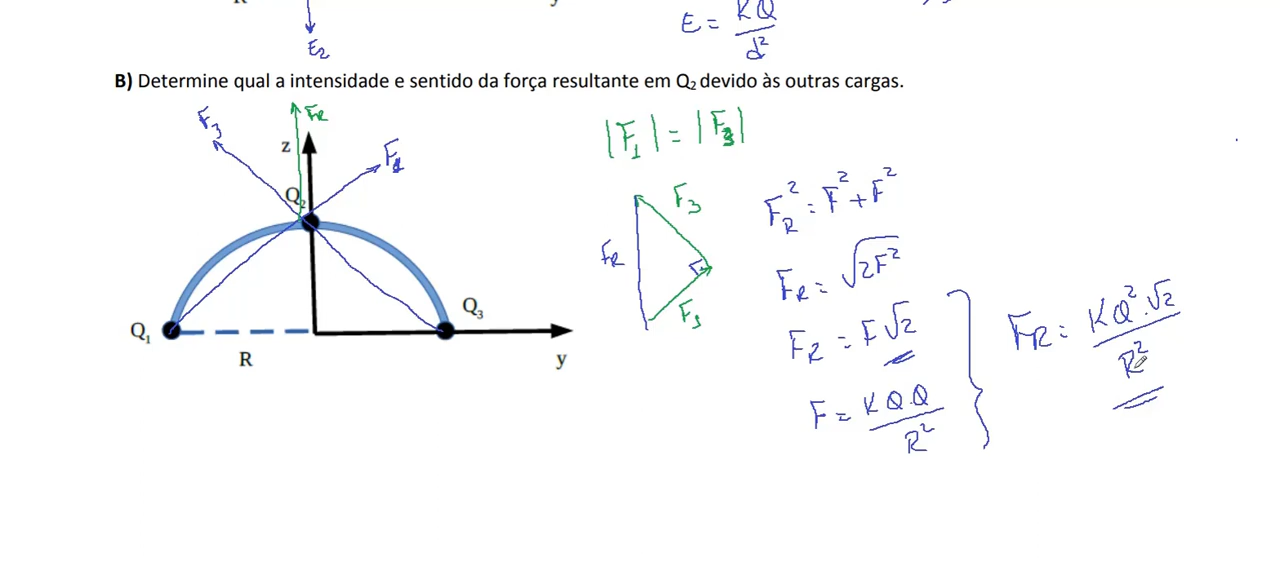 E = KQ / d²
E₂
B) Determine qual a intensidade e sentido da força resultante em Q₂ devido às outras cargas.
F₃
FR
z
F₁
Q₂
Q₁
R
Q₃
y
|F₁| = |F₃|
F₃
FR
F₁
FR² = F² + F²
FR = √2F²
FR = F√2
F = KQ.Q / R²
FR = KQ².√2 / R²